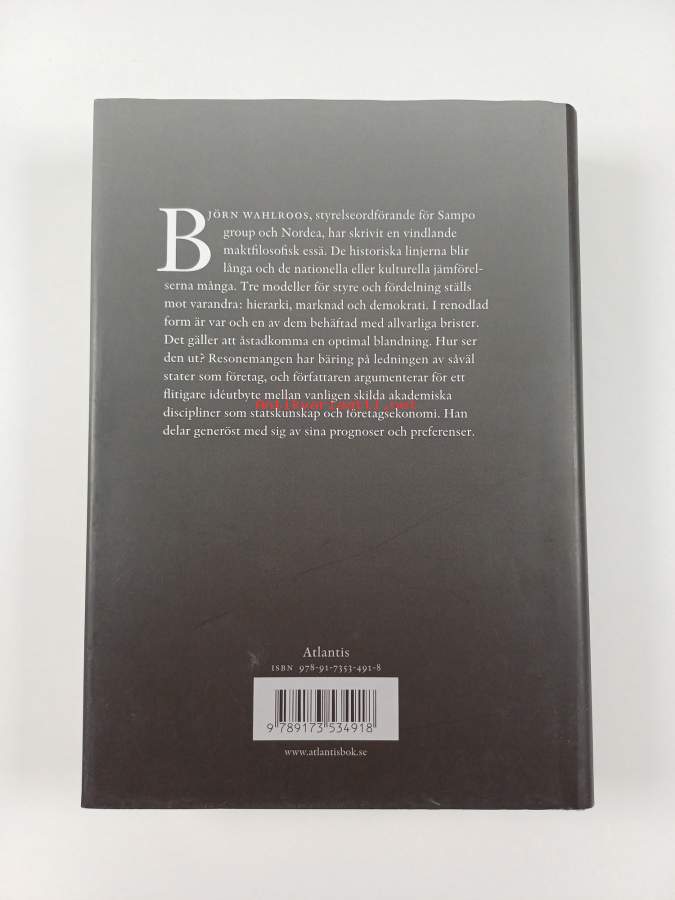 BJÖRN WAHLROOS, styrelseordförande för Sampo
group och Nordea, har skrivit en vindlande
maktfilosofisk essä. De historiska linjerna blir
långa och de nationella eller kulturella jämförel-
serna många. Tre modeller för styre och fördelning ställs
mot varandra: hierarki, marknad och demokrati. I renodlad
form är var och en av dem behäftad med allvarliga brister.
Det gäller att åstadkomma en optimal blandning. Hur ser
den ut? Resonemangen har bäring på ledningen av såväl
stater som företag, och författaren argumenterar för ett
flitigare idéutbyte mellan vanligen skilda akademiska
discipliner som statskunskap och företagsekonomi. Han
delar generöst med sig av sina prognoser och preferenser.
Atlantis
ISBN 978-91-7353-491-8
9 789173 534918
www.atlantisbok.se